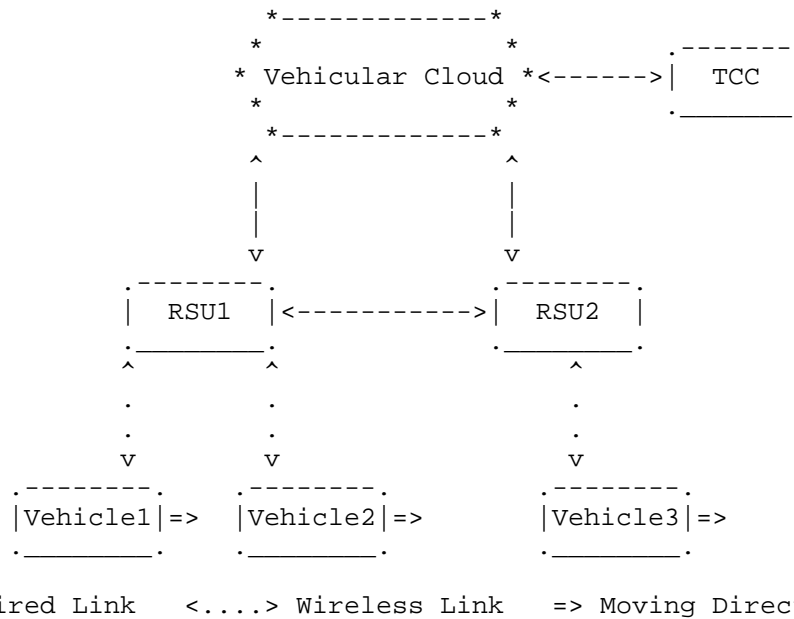 Vehicular Cloud
TCC
RSU1
RSU2
Vehicle1
Vehicle2
Vehicle3
ired Link <....> Wireless Link => Moving Direc